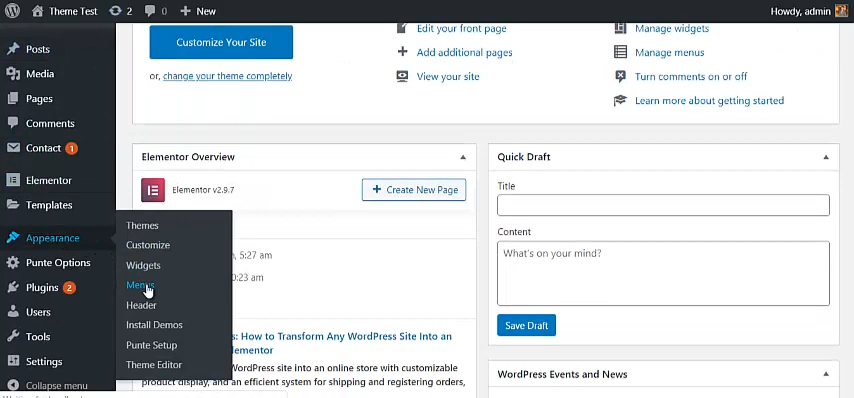 Theme Test 2 0 New Howdy, admin
Posts
Media
Pages
Comments
Contact 1
Elementor
Templates
Appearance
Punte Options
Plugins 2
Users
Tools
Settings
Collapse menu
Themes
Customize
Widgets
Menus
Header
Install Demos
Punte Setup
Theme Editor
Customize Your Site
or, change your theme completely
Edit your front page
Add additional pages
View your site
Manage widgets
Manage menus
Turn comments on or off
Learn more about getting started
Elementor Overview
Elementor v2.9.7
Create New Page
, 5:27 am
0:23 am
s: How to Transform Any WordPress Site Into an
lementor
WordPress site into an online store with customizable
product display, and an efficient system for shipping and registering orders,
Quick Draft
Title
Content
What's on your mind?
Save Draft
WordPress Events and News